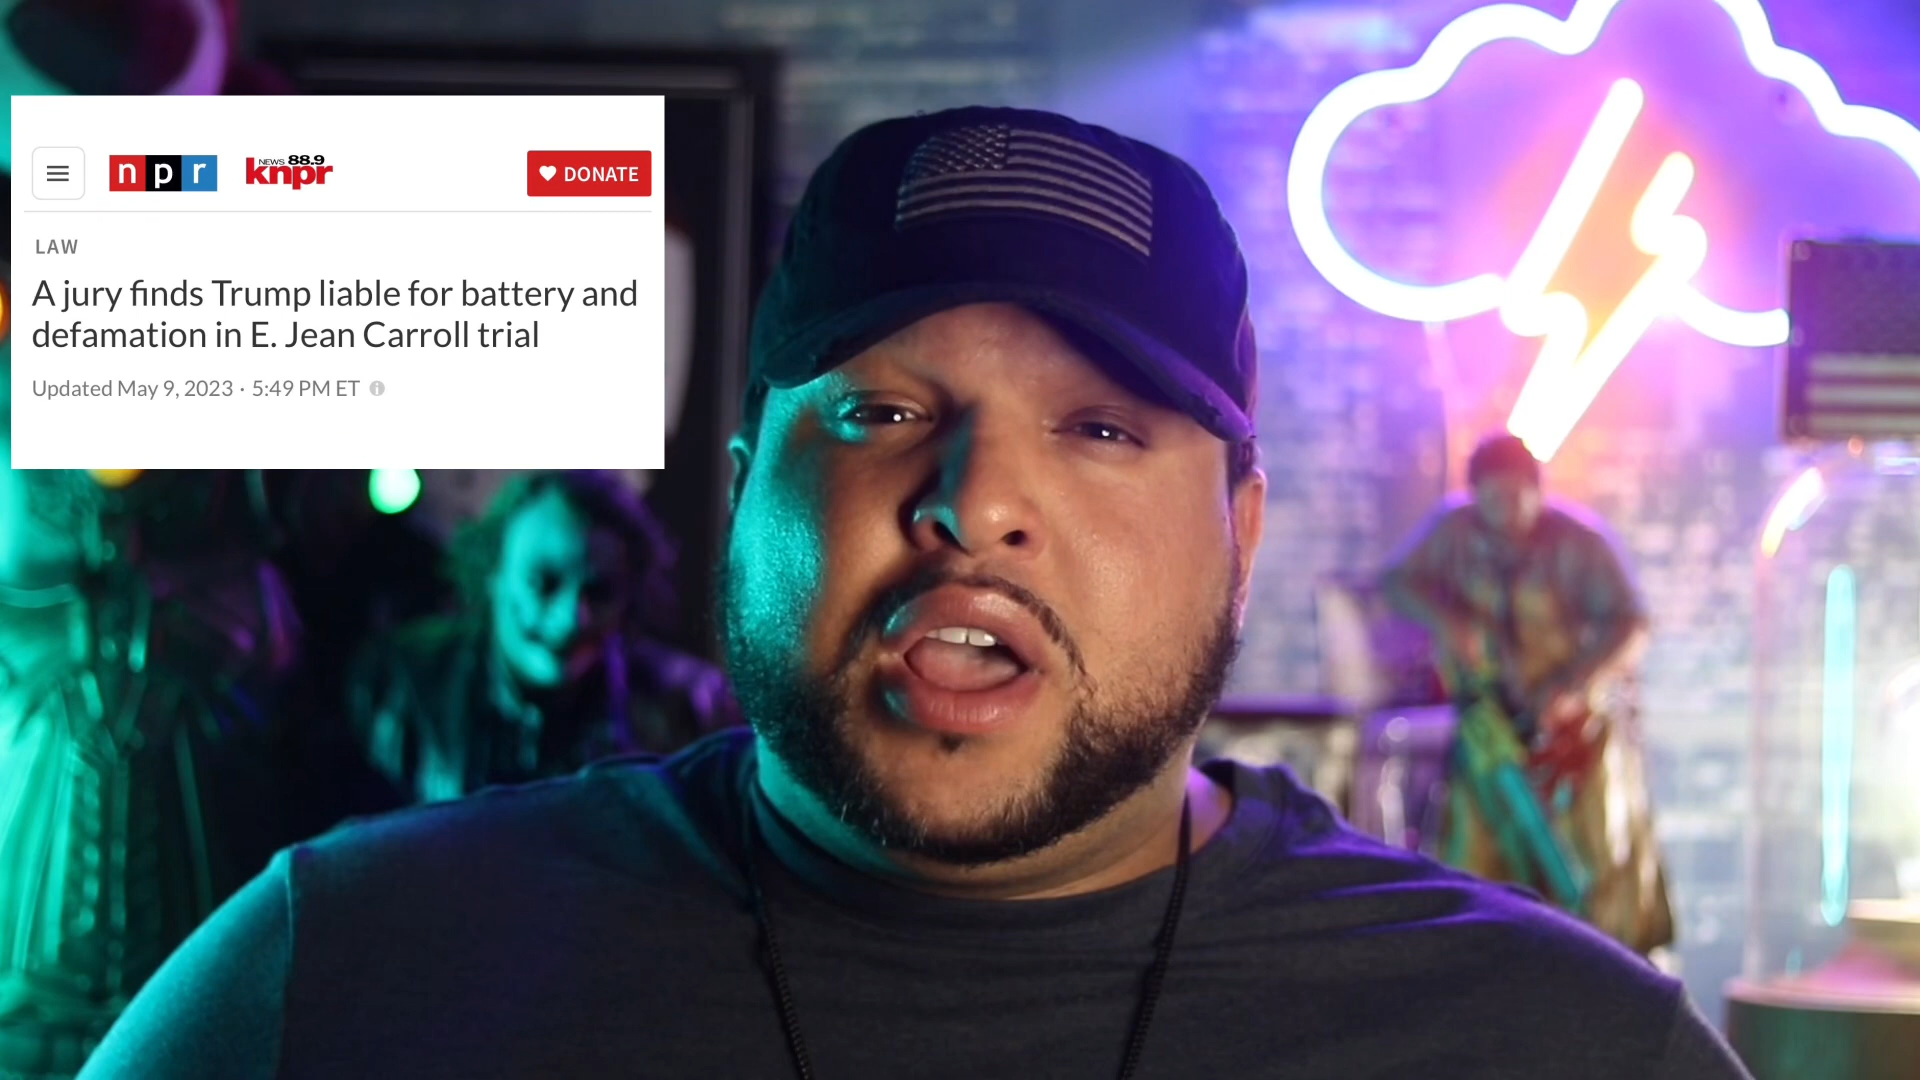 npr NEWS 88.9 knpr DONATE
LAW
A jury finds Trump liable for battery and
defamation in E. Jean Carroll trial
Updated May 9, 2023 · 5:49 PM ET